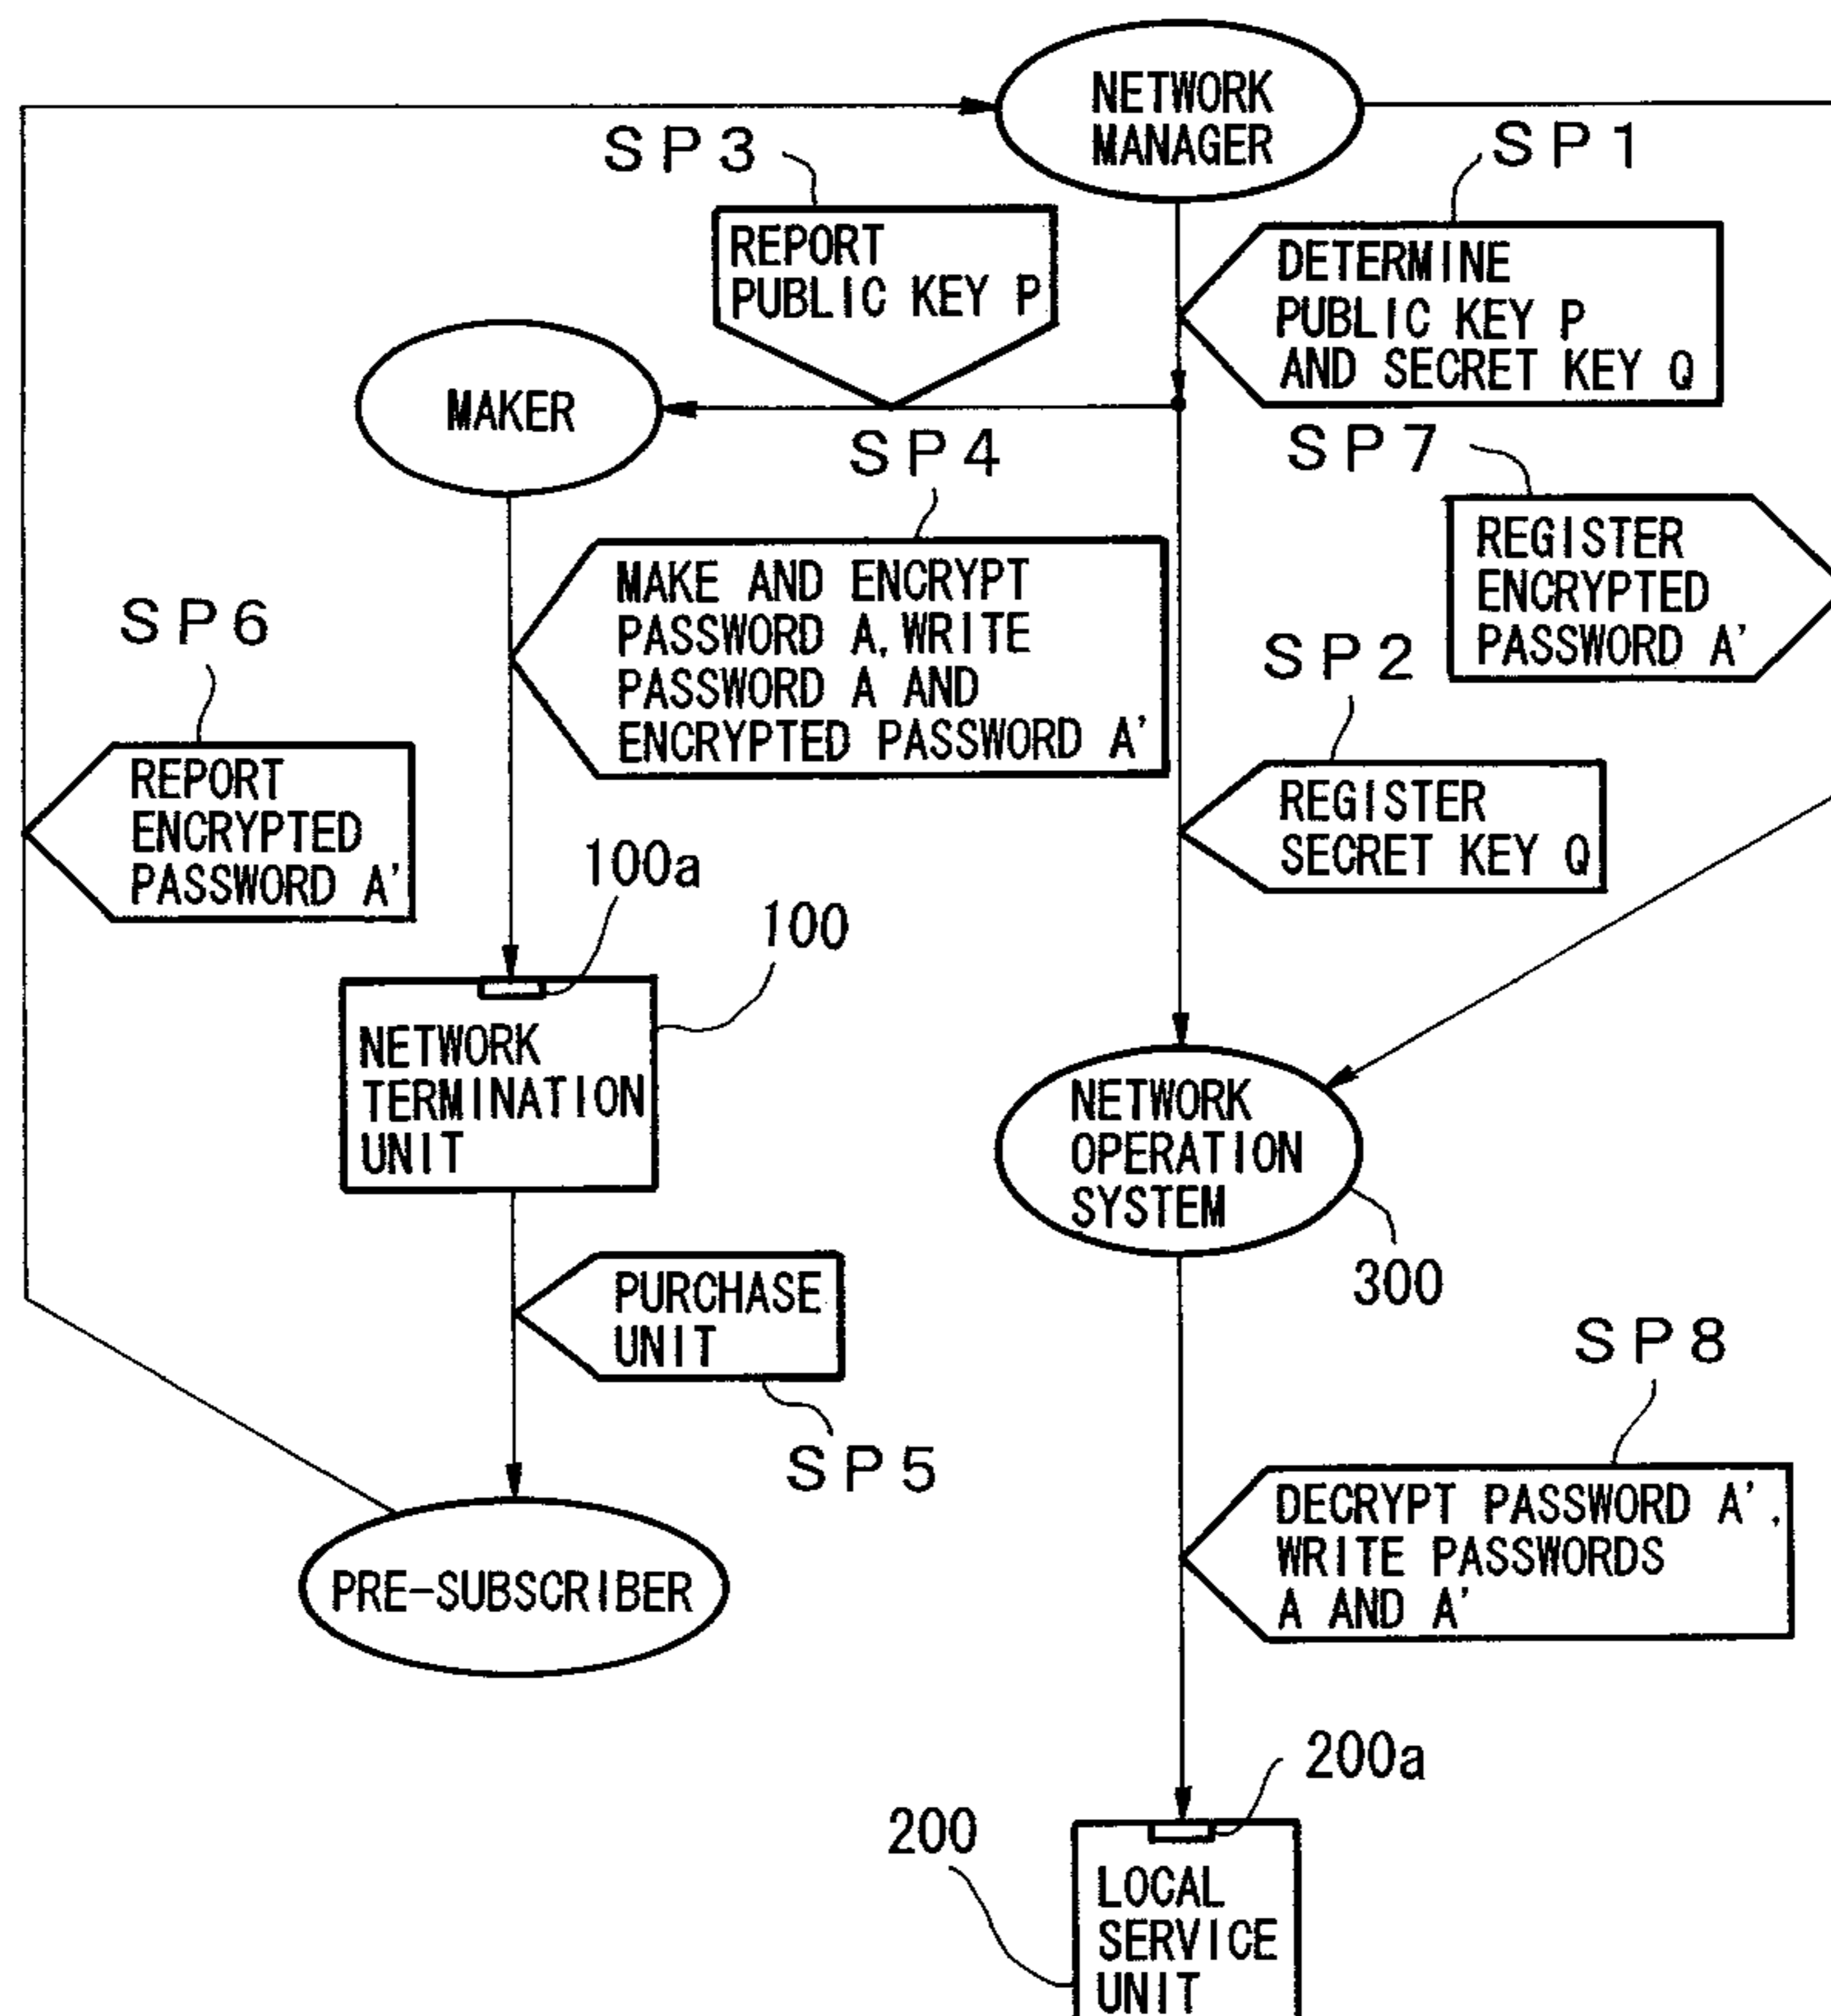 NETWORK
MANAGER
SP3
SP1
REPORT
PUBLIC KEY P
DETERMINE
PUBLIC KEY P
AND SECRET KEY Q
MAKER
SP4
SP7
MAKE AND ENCRYPT
PASSWORD A, WRITE
PASSWORD A AND
ENCRYPTED PASSWORD A'
REGISTER
ENCRYPTED
PASSWORD A'
SP6
SP2
REPORT
ENCRYPTED
PASSWORD A'
REGISTER
SECRET KEY Q
100a
100
NETWORK
TERMINATION
UNIT
NETWORK
OPERATION
SYSTEM
300
PURCHASE
UNIT
SP5
SP8
DECRYPT PASSWORD A',
WRITE PASSWORDS
A AND A'
PRE-SUBSCRIBER
200a
200
LOCAL
SERVICE
UNIT